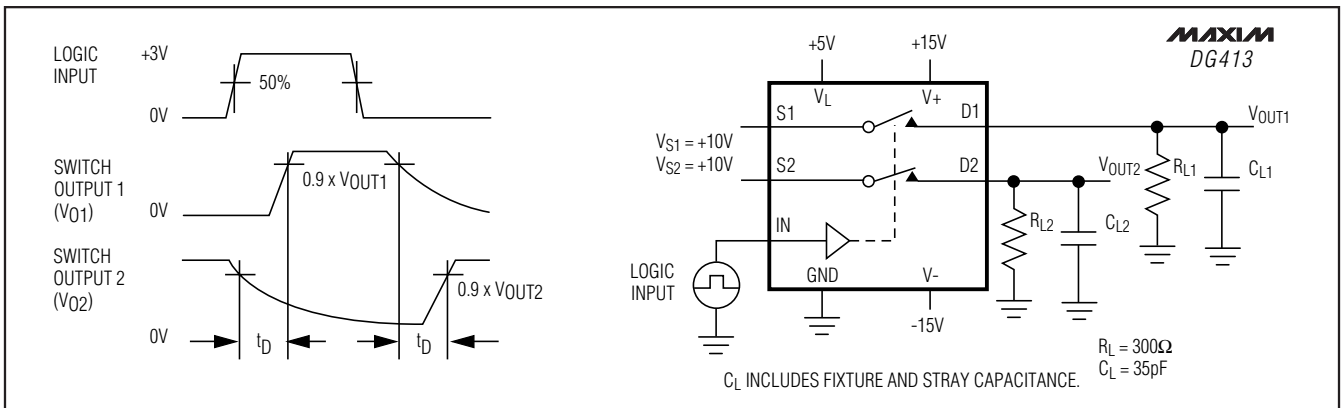 LOGIC
INPUT
+3V
50%
0V
SWITCH
OUTPUT 1
(VO1)
0.9 x VOUT1
0V
SWITCH
OUTPUT 2
(VO2)
0.9 x VOUT2
0V
tD
tD
MAXIM
DG413
+5V
+15V
VL
V+
S1
D1
VOUT1
VS1 = +10V
VS2 = +10V
S2
D2
VOUT2
RL1
CL1
RL2
CL2
IN
LOGIC
INPUT
GND
V-
-15V
RL = 300Ω
CL = 35pF
CL INCLUDES FIXTURE AND STRAY CAPACITANCE.